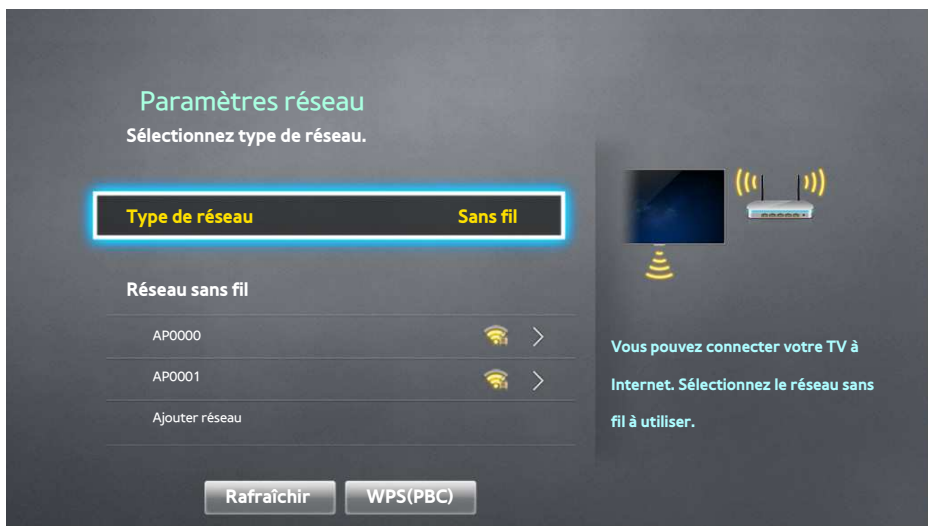 Paramètres réseau
Sélectionnez type de réseau.
Type de réseau Sans fil
Réseau sans fil
AP0000
AP0001
Ajouter réseau
Rafraîchir WPS(PBC)
Vous pouvez connecter votre TV à
Internet. Sélectionnez le réseau sans
fil à utiliser.